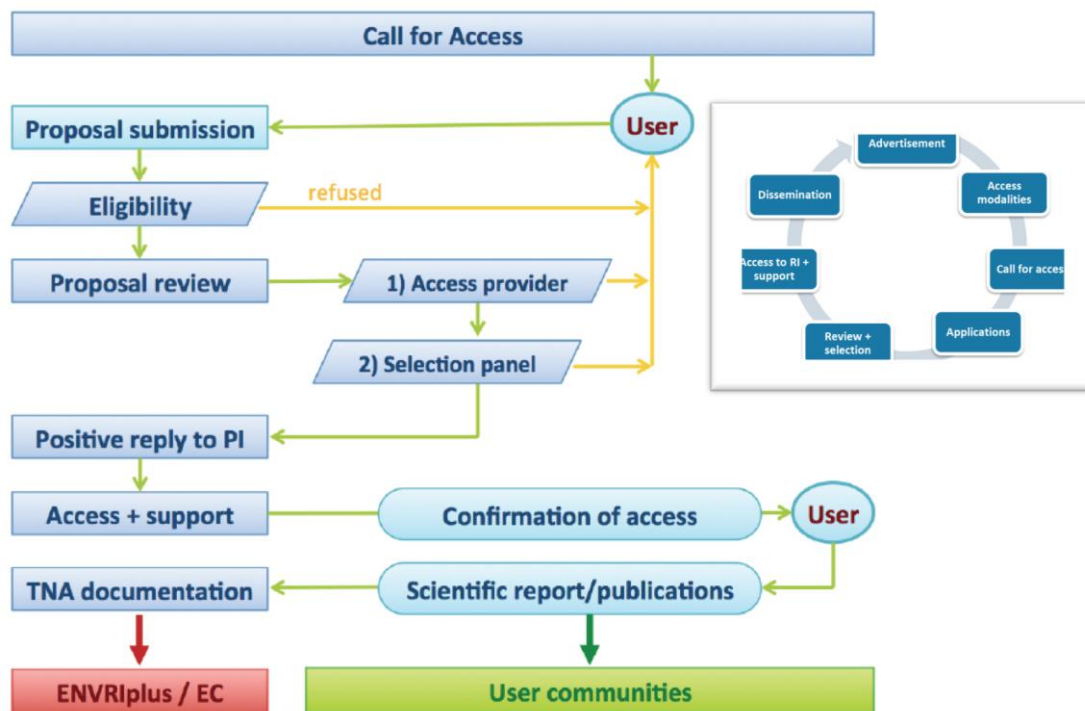 Call for Access
User
Proposal submission
Eligibility
refused
Proposal review
1) Access provider
2) Selection panel
Positive reply to PI
Access + support
Confirmation of access
User
TNA documentation
Scientific report/publications
ENVRIplus / EC
User communities
Advertisement
Access
modalities
Call for access
Applications
Review +
selection
Access to RI +
support
Dissemination